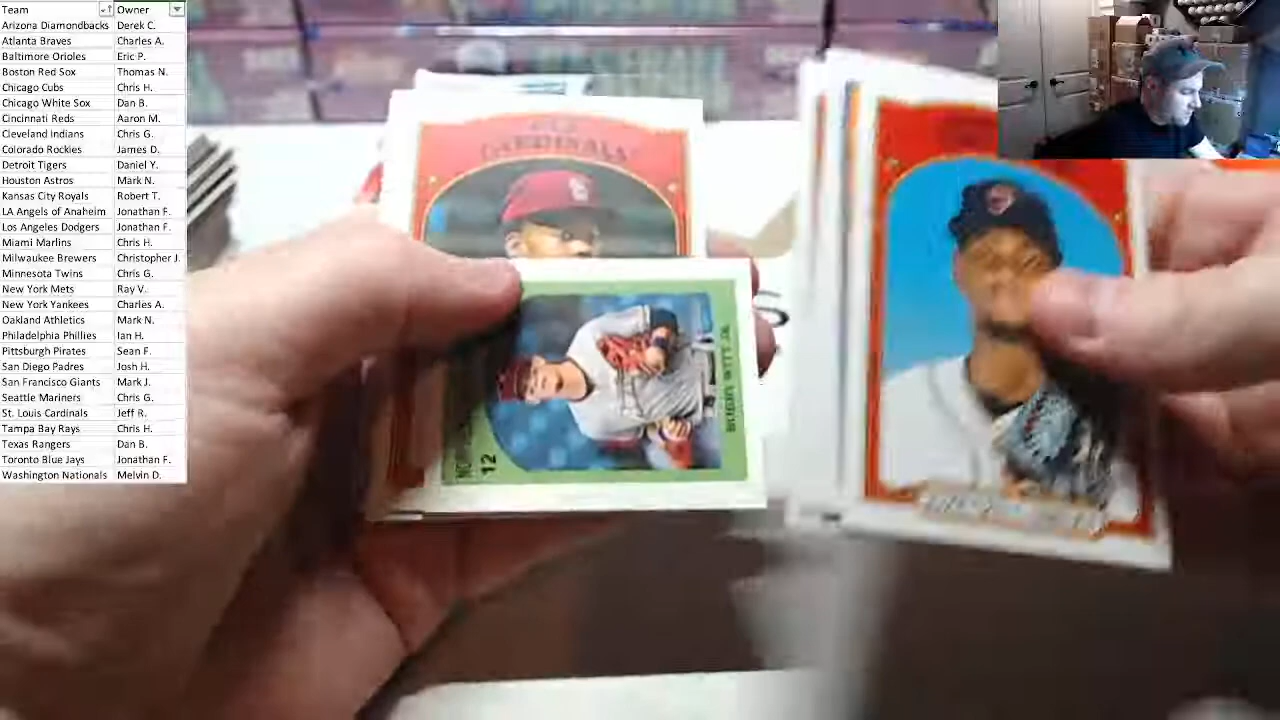 Team Owner
Arizona Diamondbacks Derek C.
Atlanta Braves Charles A.
Baltimore Orioles Eric P.
Boston Red Sox Thomas N.
Chicago Cubs Chris H.
Chicago White Sox Dan B.
Cincinnati Reds Aaron M.
Cleveland Indians Chris G.
Colorado Rockies James D.
Detroit Tigers Daniel Y.
Houston Astros Mark N.
Kansas City Royals Robert T.
LA Angels of Anaheim Jonathan F.
Los Angeles Dodgers Jonathan F.
Miami Marlins Chris H.
Milwaukee Brewers Christopher J.
Minnesota Twins Chris G.
New York Mets Ray V.
New York Yankees Charles A.
Oakland Athletics Mark N.
Philadelphia Phillies Ian H.
Pittsburgh Pirates Sean F.
San Diego Padres Josh H.
San Francisco Giants Mark J.
Seattle Mariners Chris G.
St. Louis Cardinals Jeff R.
Tampa Bay Rays Chris H.
Texas Rangers Dan B.
Toronto Blue Jays Jonathan F.
Washington Nationals Melvin D.
CARDINALS
12